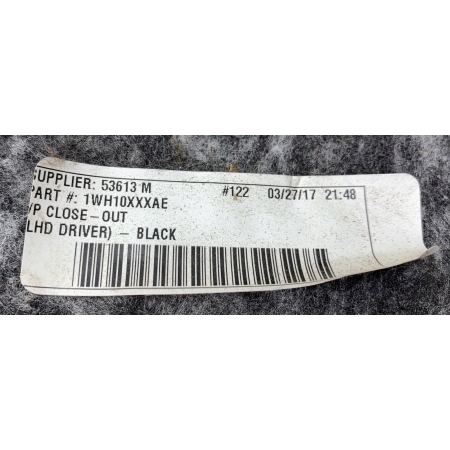 SUPPLIER: 53613 M #122 03/27/17 21:48
PART #: 1WH10XXXAE
/P CLOSE-OUT
(LHD DRIVER) - BLACK